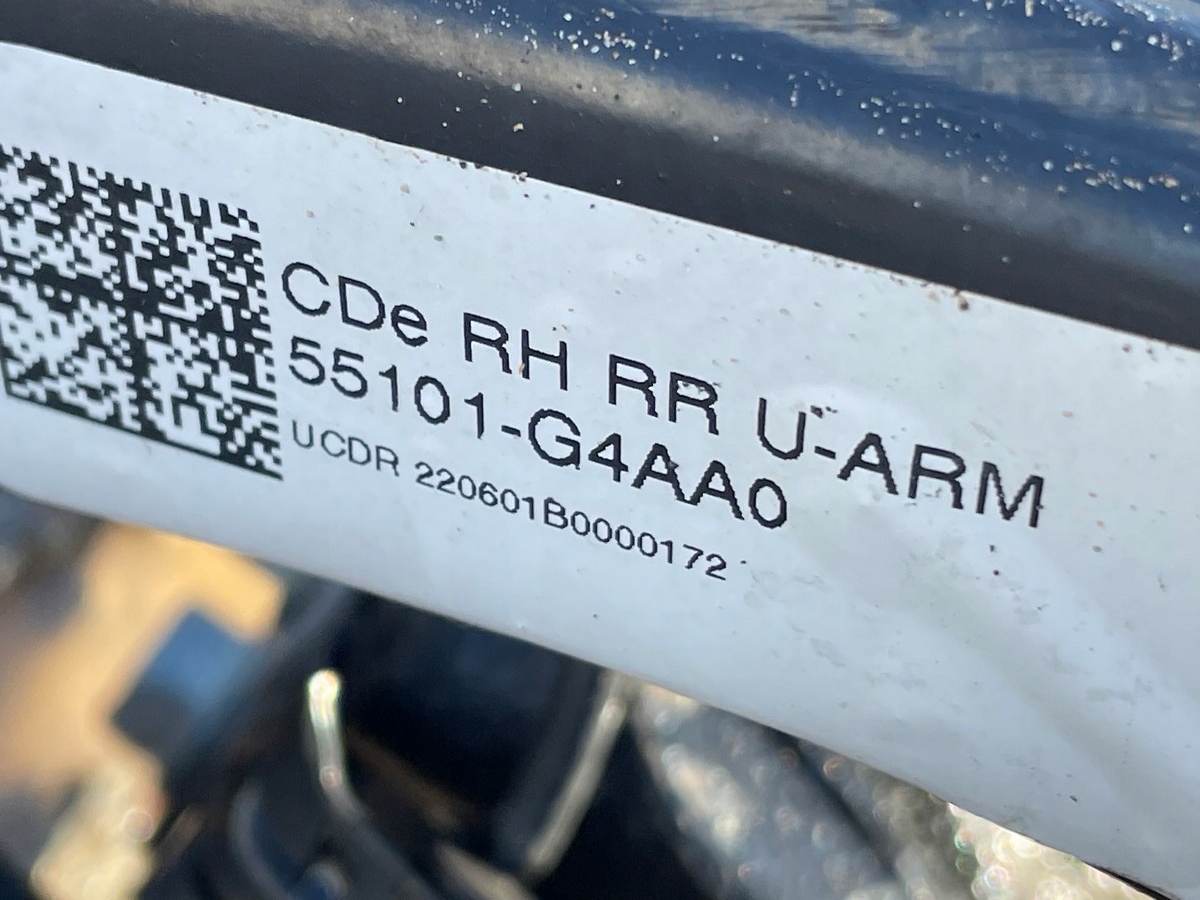 CDe RH RR U-ARM
55101-G4AA0
UCDR 220601B0000172